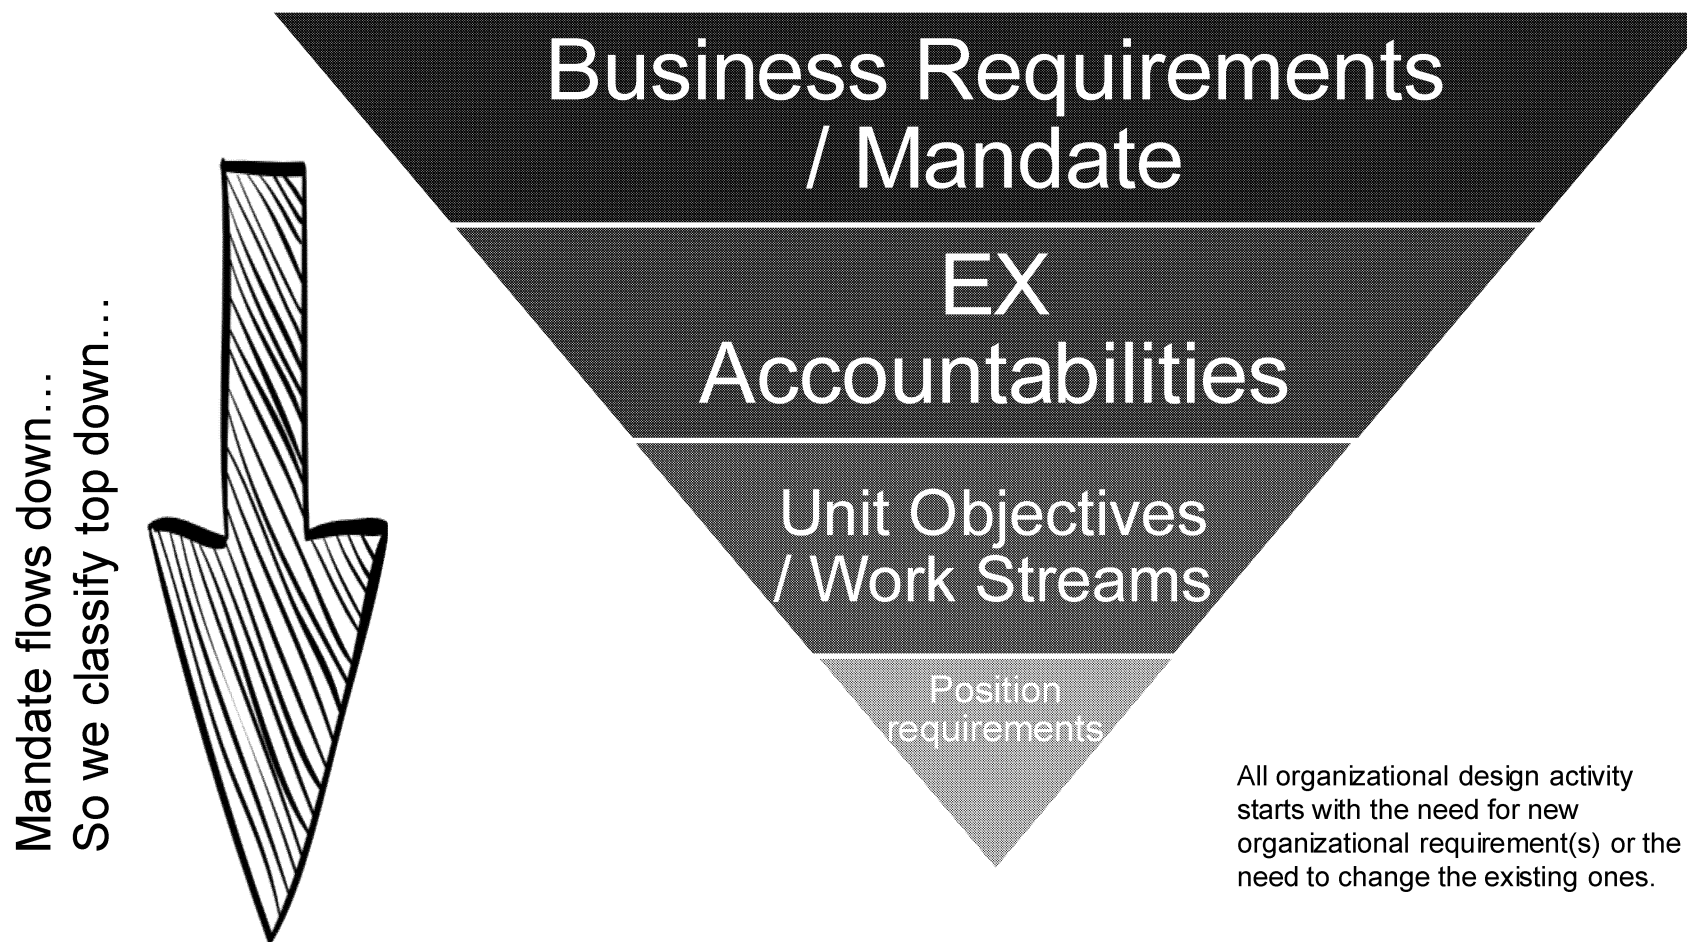 Business Requirements
/ Mandate
EX
Accountabilities
Unit Objectives
/ Work Streams
Position
requirements
Mandate flows down…
So we classify top down…
All organizational design activity
starts with the need for new
organizational requirement(s) or the
need to change the existing ones.